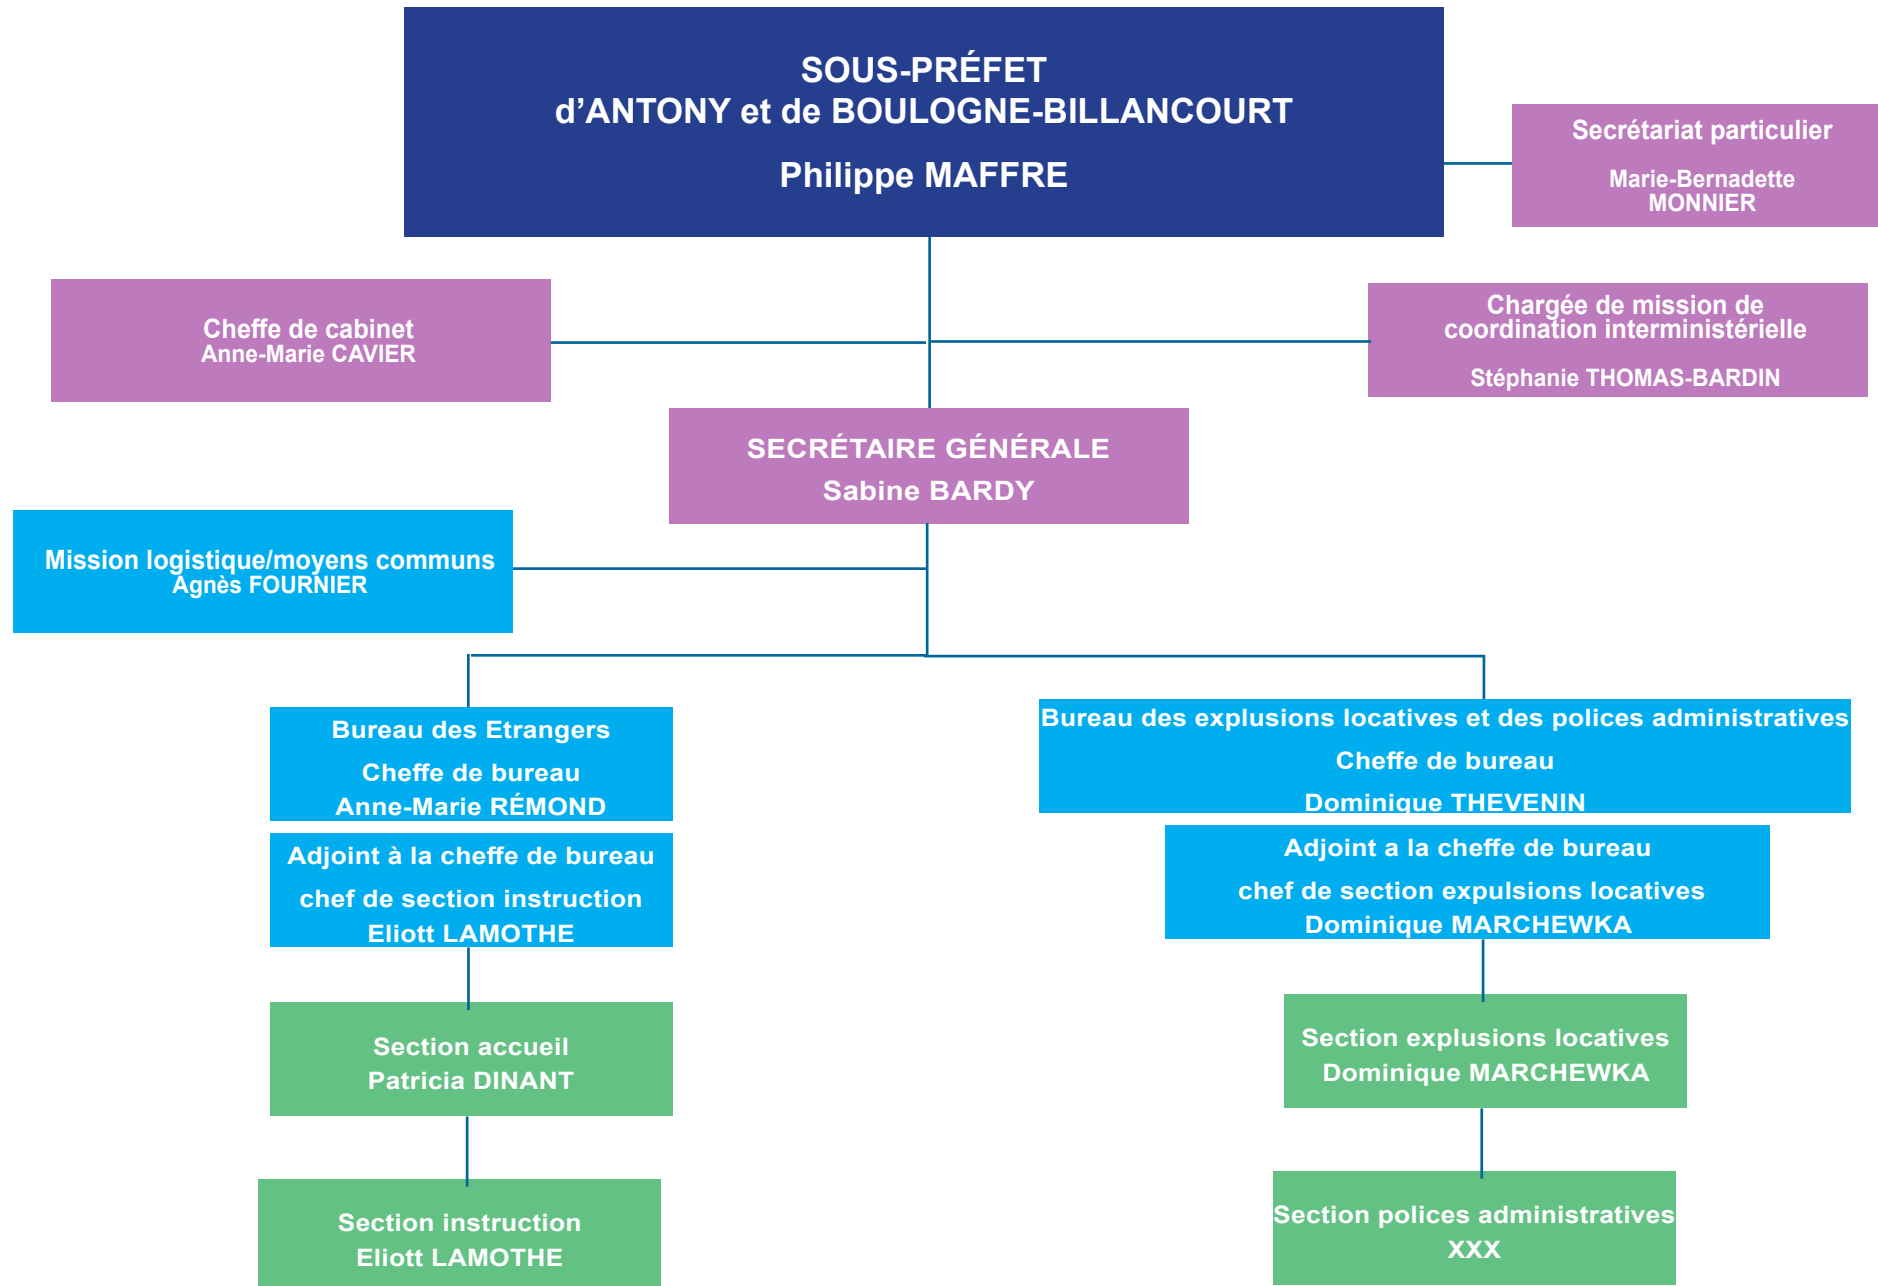 SOUS-PRÉFET
d’ANTONY et de BOULOGNE-BILLANCOURT
Philippe MAFFRE
Secrétariat particulier
Marie-Bernadette
MONNIER
Cheffe de cabinet
Anne-Marie CAVIER
Chargée de mission de
coordination interministérielle
Stéphanie THOMAS-BARDIN
SECRÉTAIRE GÉNÉRALE
Sabine BARDY
Mission logistique/moyens communs
Agnès FOURNIER
Bureau des Etrangers
Cheffe de bureau
Anne-Marie RÉMOND
Adjoint à la cheffe de bureau
chef de section instruction
Eliott LAMOTHE
Section accueil
Patricia DINANT
Section instruction
Eliott LAMOTHE
Bureau des explusions locatives et des polices administratives
Cheffe de bureau
Dominique THEVENIN
Adjoint a la cheffe de bureau
chef de section expulsions locatives
Dominique MARCHEWKA
Section explusions locatives
Dominique MARCHEWKA
Section polices administratives
XXX